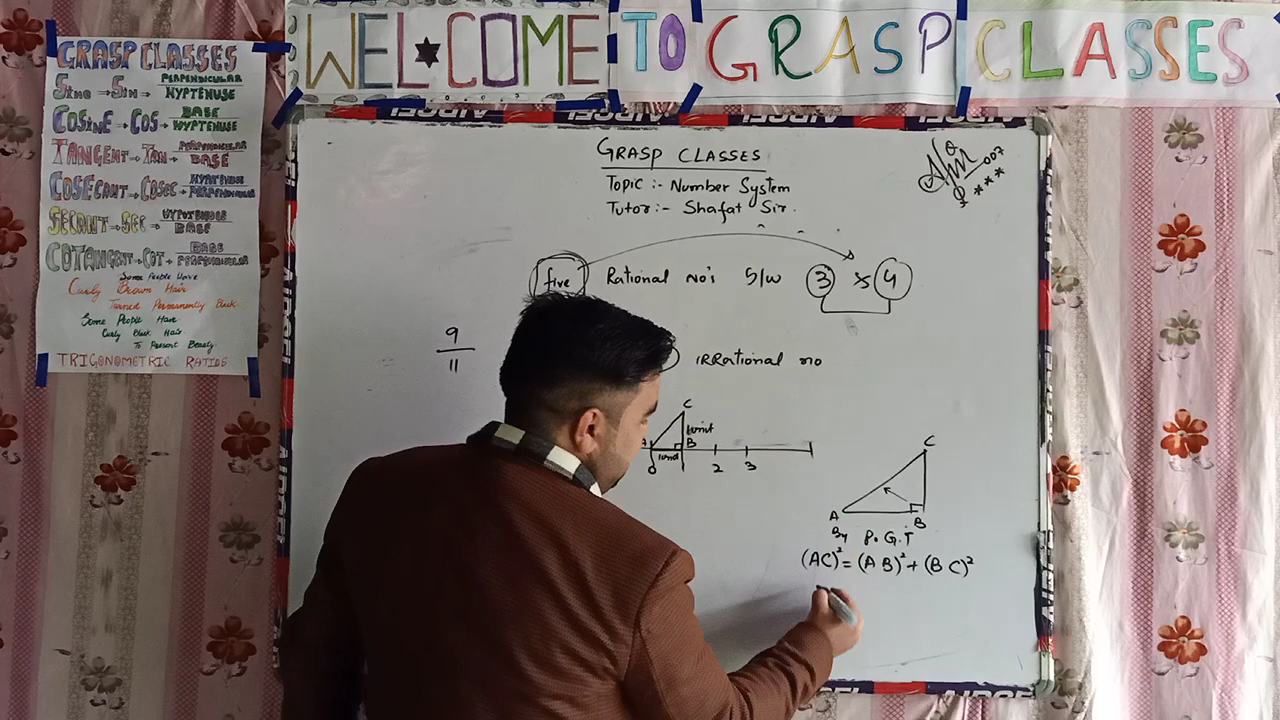 WELCOME TO GRASP CLASSES
GRASP CLASSES
SINE → SIN → PERPENDICULAR
HYPTENUSE
COSINE → COS → BASE
HYPTENUSE
TANGENT → TAN → PERPENDICULAR
BASE
COSECANT → COSEC → HYPTENUSE
PERPENDICULAR
SECANT → SEC → HYPTENUSE
BASE
COTANGENT → COT → BASE
PERPENDICULAR
Some People Have
Curly Brown Hair
Turned Permanently Black
Some People Have
Curly Black Hair
To Present Beauty
TRIGONOMETRIC RATIOS
GRASP CLASSES
Topic :- Number System
Tutor :- Shafat Sir.
007
***
five Rational No's b/w 3 & 4
9
11
IRRational no
C
1unit
B
1unit
0 2 3
C
A B
By P.G.T
(AC)² = (AB)² + (BC)²